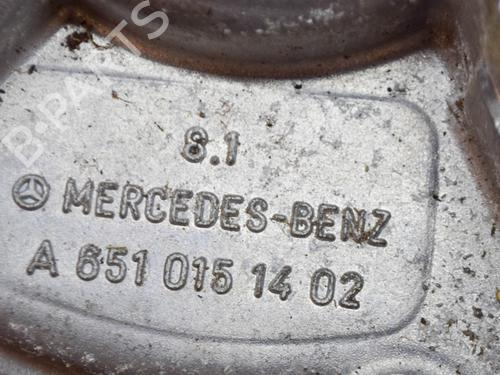 8.1
MERCEDES-BENZ
A 651 015 14 02
B-PARTS